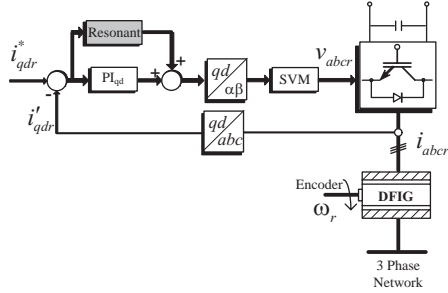 Resonant
i*qdr
PIqd
+
+
-
qd
αβ
SVM
vabcr
i'qdr
qd
abc
iabcr
Encoder
ωr
DFIG
3 Phase
Network